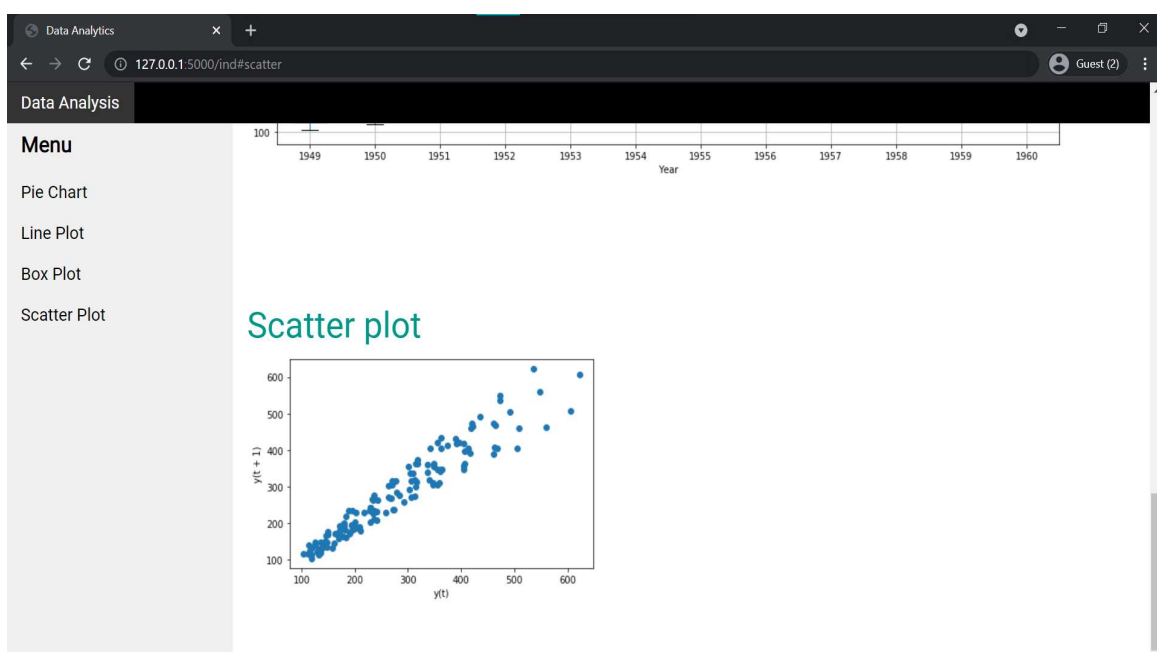 Data Analytics
Guest (2)
127.0.0.1:5000/ind#scatter
Data Analysis
Menu
Pie Chart
Line Plot
Box Plot
Scatter Plot
100
1949 1950 1951 1952 1953 1954 1955 1956 1957 1958 1959 1960
Year
Scatter plot
600
500
400
300
200
100
y(t + 1)
100 200 300 400 500 600
y(t)